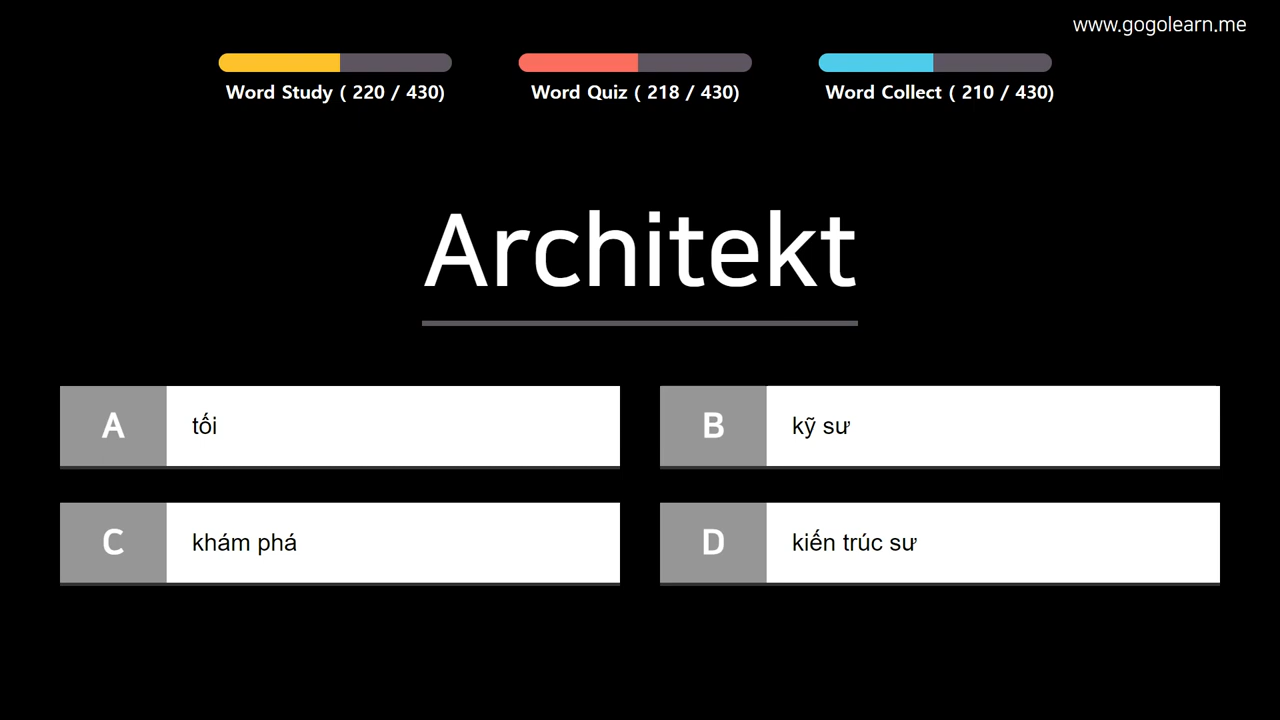 www.gogolearn.me
Word Study ( 220 / 430)
Word Quiz ( 218 / 430)
Word Collect ( 210 / 430)
Architekt
A tối
B kỹ sư
C khám phá
D kiến trúc sư